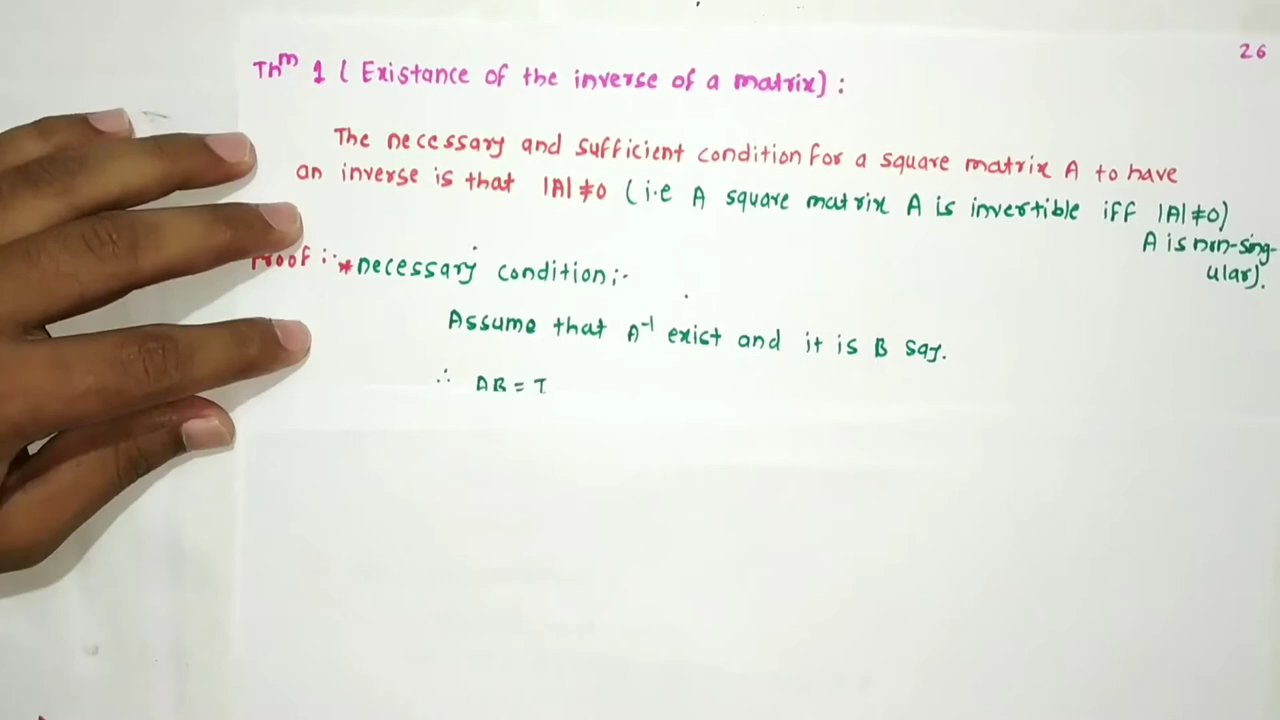 26
Thm 1 ( Existance of the inverse of a matrix) :
The necessary and sufficient condition for a square matrix A to have
an inverse is that |A| ≠ 0 ( i.e A square matrix A is invertible iff |A| ≠ 0)
A is non-sing-
ular).
Proof :- * necessary condition :-
Assume that A⁻¹ exist and it is B say.
∴ AB = I